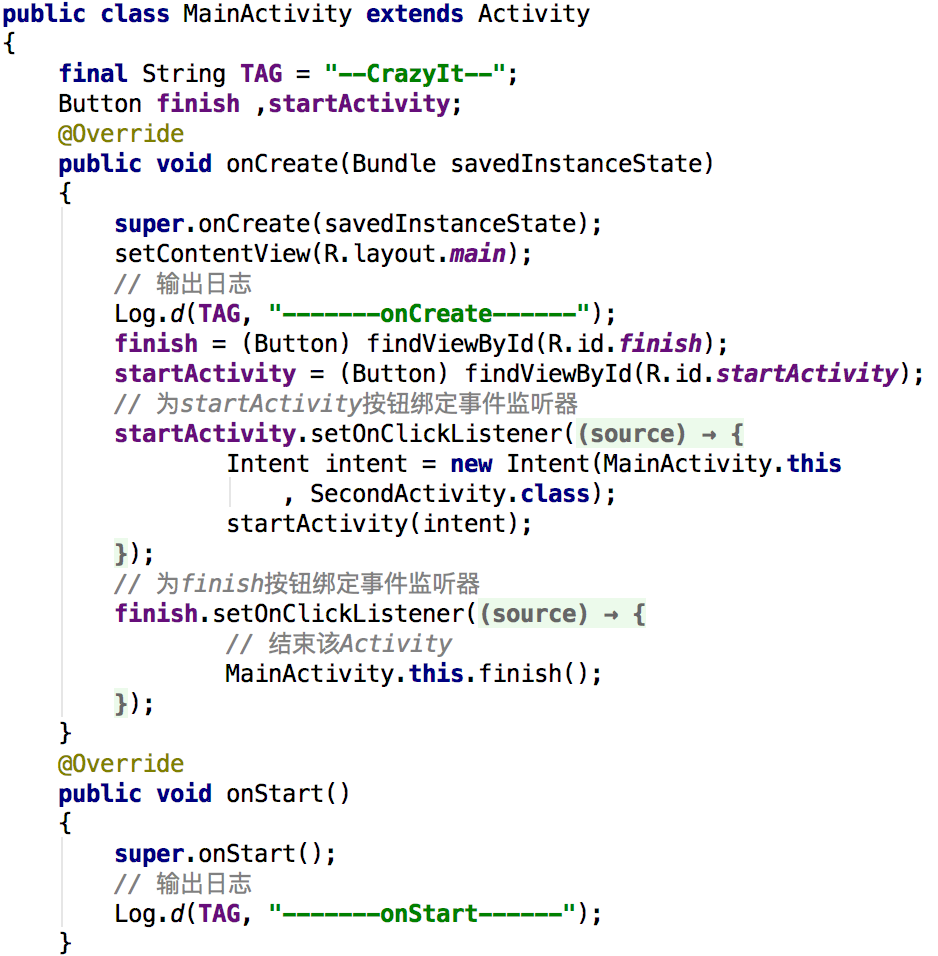 public class MainActivity extends Activity
{
    final String TAG = "--CrazyIt--";
    Button finish ,startActivity;
    @Override
    public void onCreate(Bundle savedInstanceState)
    {
        super.onCreate(savedInstanceState);
        setContentView(R.layout.main);
        // 输出日志
        Log.d(TAG, "-------onCreate------");
        finish = (Button) findViewById(R.id.finish);
        startActivity = (Button) findViewById(R.id.startActivity);
        // 为startActivity按钮绑定事件监听器
        startActivity.setOnClickListener((source) → {
                Intent intent = new Intent(MainActivity.this
                    , SecondActivity.class);
                startActivity(intent);
        });
        // 为finish按钮绑定事件监听器
        finish.setOnClickListener((source) → {
                // 结束该Activity
                MainActivity.this.finish();
        });
    }
    @Override
    public void onStart()
    {
        super.onStart();
        // 输出日志
        Log.d(TAG, "-------onStart------");
    }